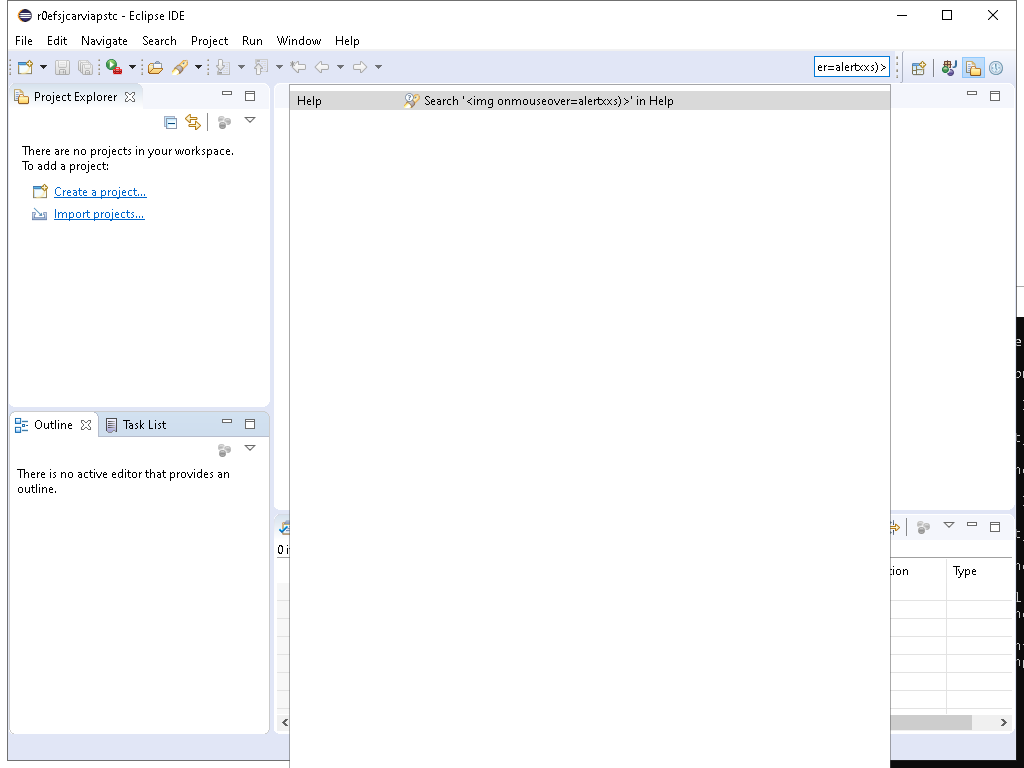 r0efsjcarviapstc - Eclipse IDE
File Edit Navigate Search Project Run Window Help
er=alertxxs)>
Project Explorer
Help Search '<img onmouseover=alertxxs)>' in Help
There are no projects in your workspace.
To add a project:
Create a project...
Import projects...
Outline Task List
There is no active editor that provides an
outline.
0 i
tion Type